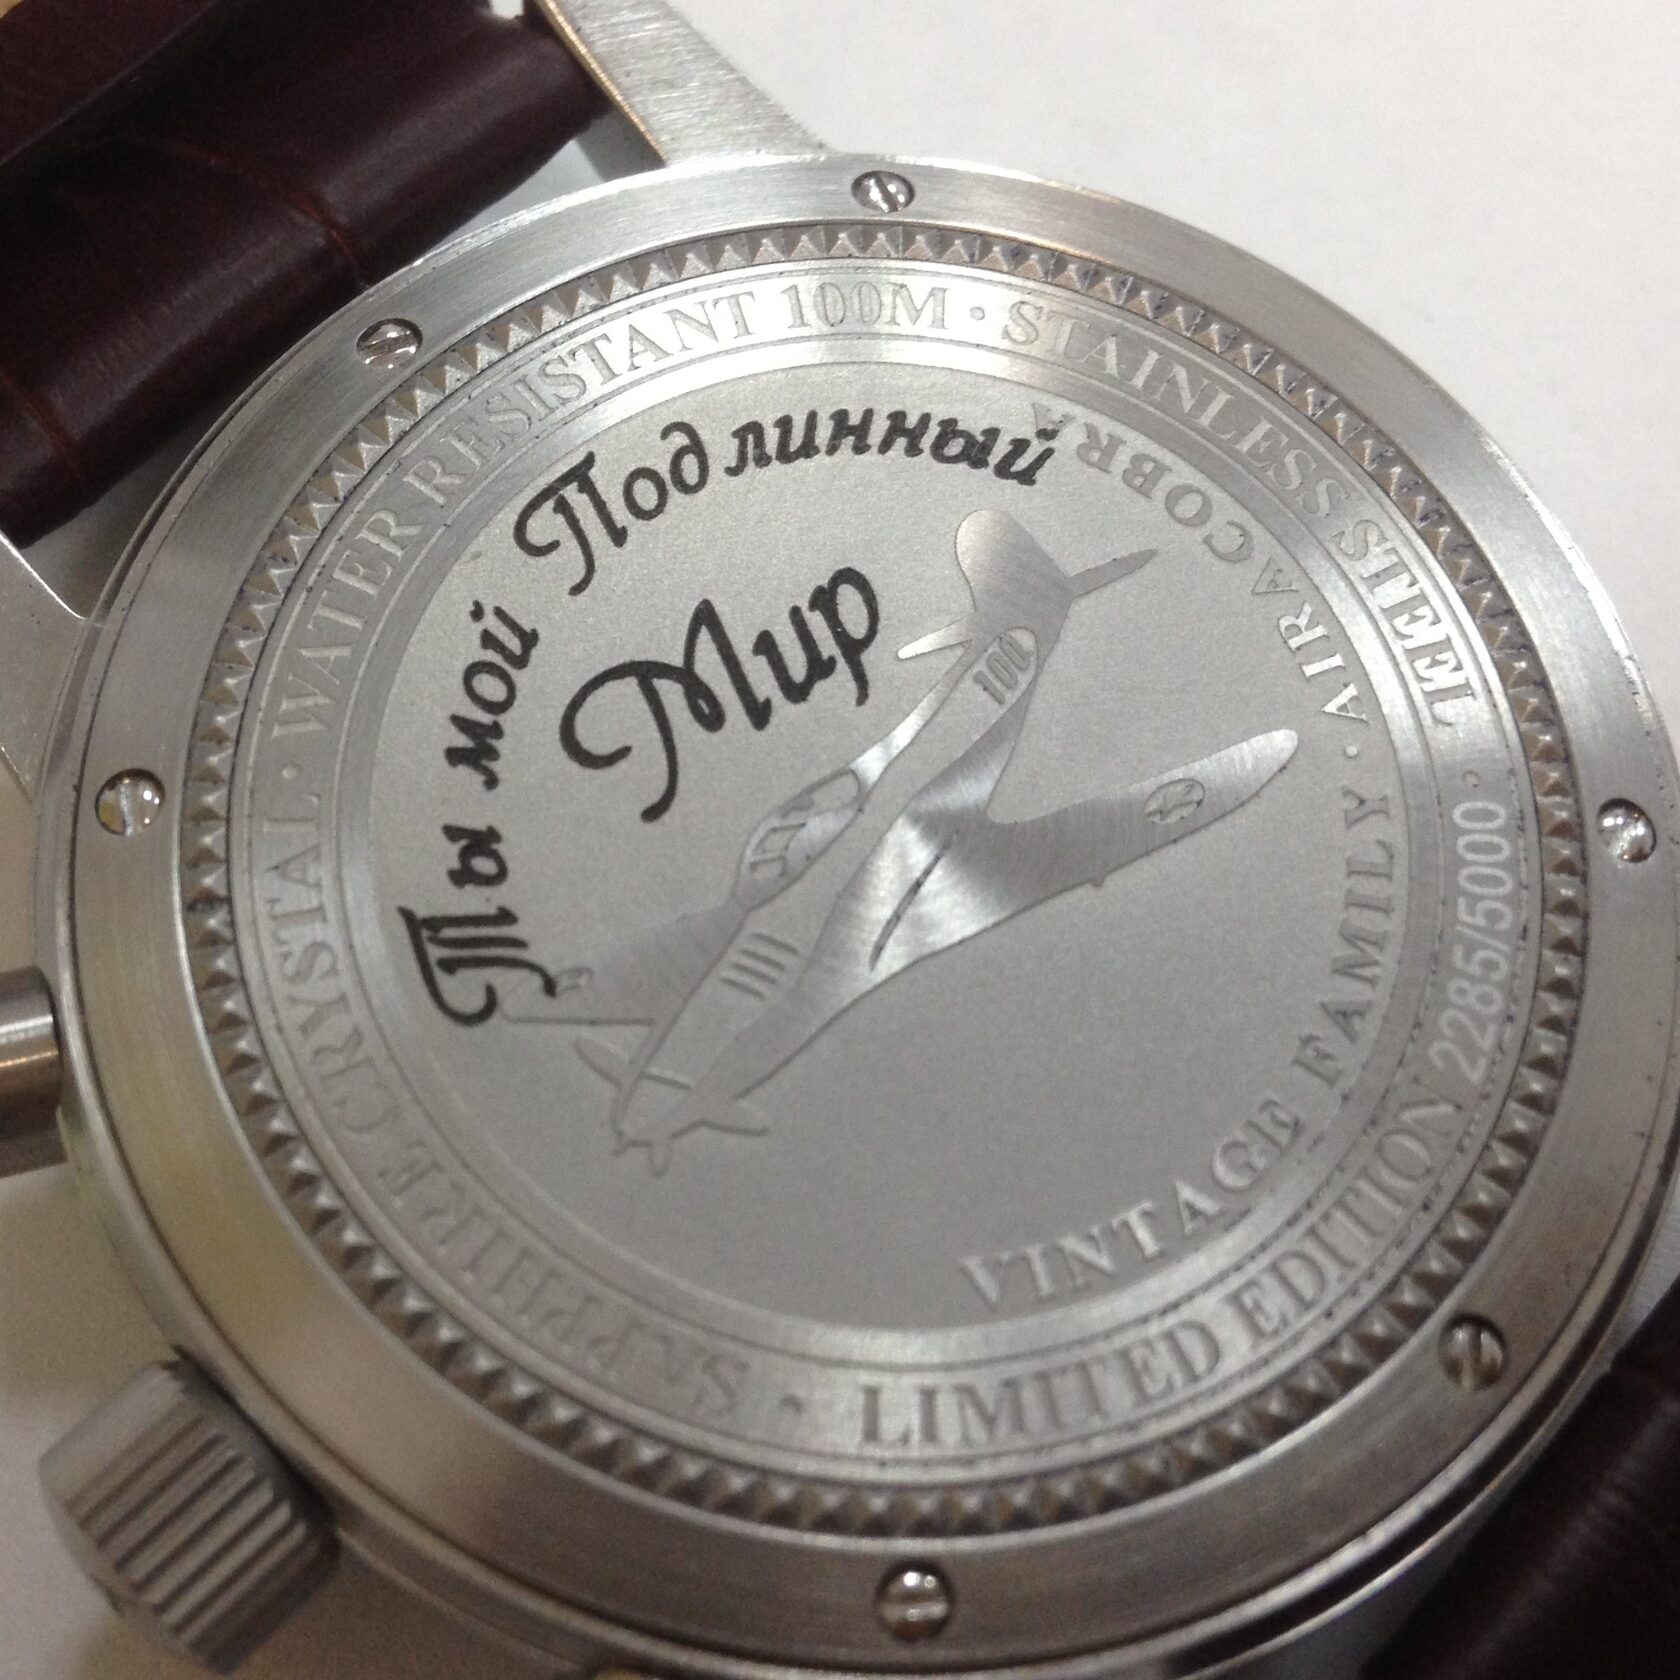 Ты мой Подлинный
Мир
AIRACOBRA
AIR
VINTAGE FAMILY ·
100
WATER RESISTANT 100M · STAINLESS STEEL ·
LIMITED EDITION 2285/5000
SAPPHIRE CRYSTAL ·